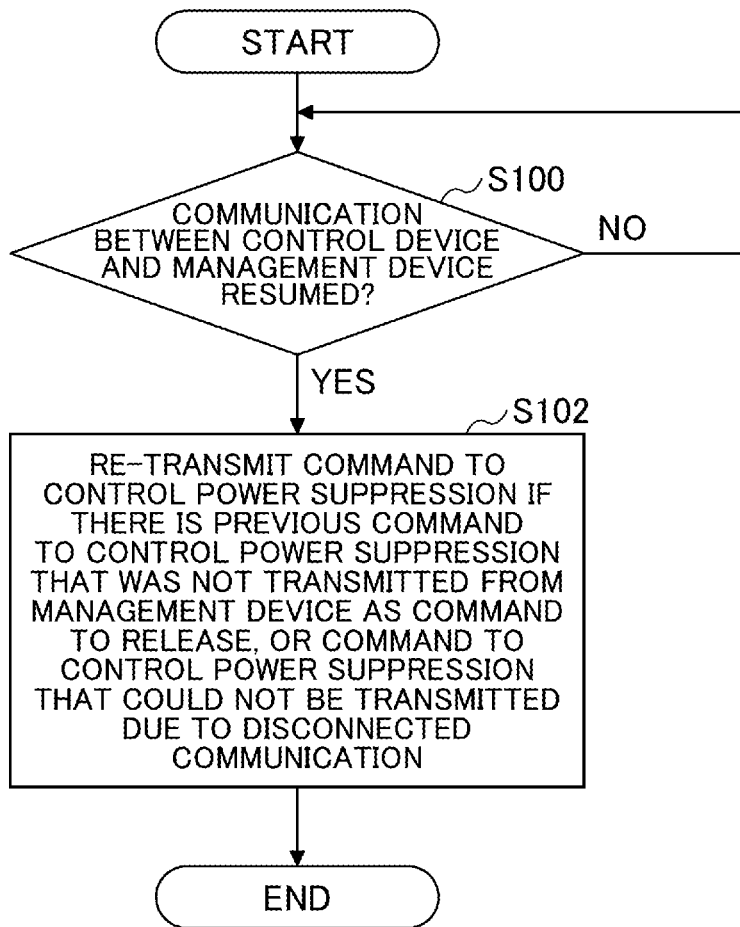 START
S100
COMMUNICATION
BETWEEN CONTROL DEVICE
AND MANAGEMENT DEVICE
RESUMED?
NO
YES
S102
RE-TRANSMIT COMMAND TO
CONTROL POWER SUPPRESSION IF
THERE IS PREVIOUS COMMAND
TO CONTROL POWER SUPPRESSION
THAT WAS NOT TRANSMITTED FROM
MANAGEMENT DEVICE AS COMMAND
TO RELEASE, OR COMMAND TO
CONTROL POWER SUPPRESSION
THAT COULD NOT BE TRANSMITTED
DUE TO DISCONNECTED
COMMUNICATION
END